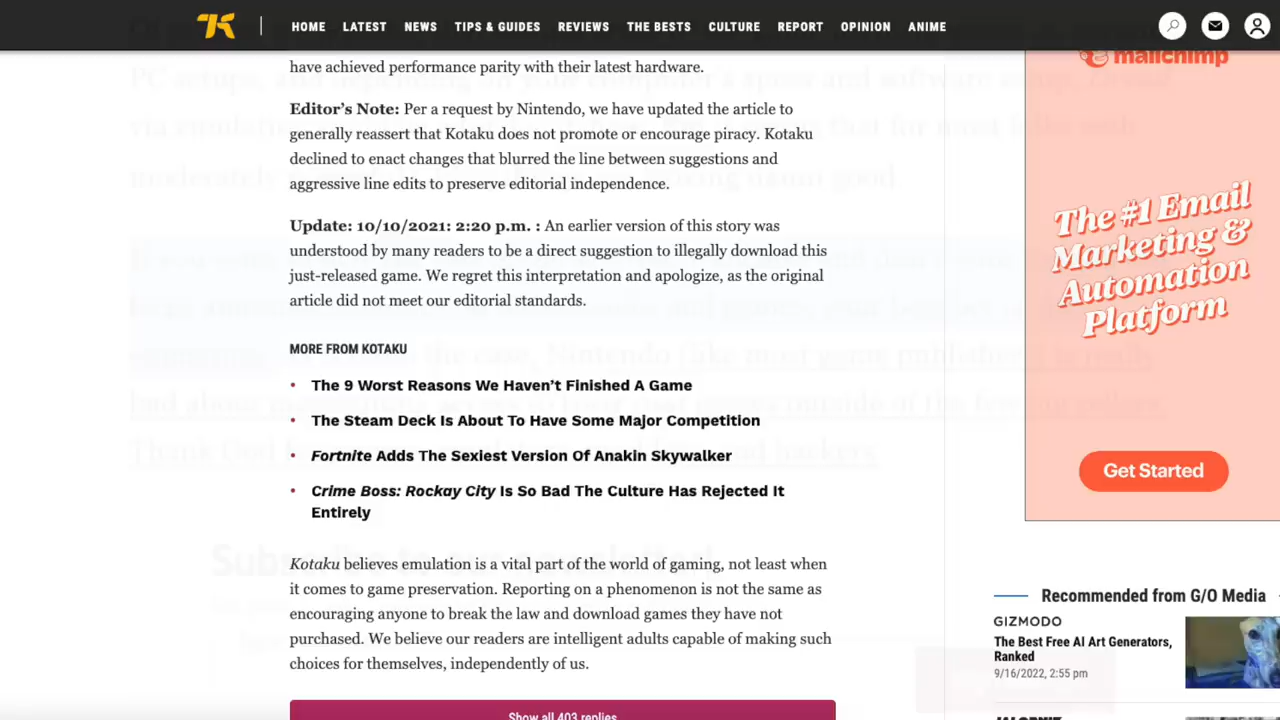 HOME LATEST NEWS TIPS & GUIDES REVIEWS THE BESTS CULTURE REPORT OPINION ANIME
have achieved performance parity with their latest hardware.
Editor's Note: Per a request by Nintendo, we have updated the article to
generally reassert that Kotaku does not promote or encourage piracy. Kotaku
declined to enact changes that blurred the line between suggestions and
aggressive line edits to preserve editorial independence.
Update: 10/10/2021: 2:20 p.m. : An earlier version of this story was
understood by many readers to be a direct suggestion to illegally download this
just-released game. We regret this interpretation and apologize, as the original
article did not meet our editorial standards.
MORE FROM KOTAKU
• The 9 Worst Reasons We Haven't Finished A Game
• The Steam Deck Is About To Have Some Major Competition
• Fortnite Adds The Sexiest Version Of Anakin Skywalker
• Crime Boss: Rockay City Is So Bad The Culture Has Rejected It
Entirely
Kotaku believes emulation is a vital part of the world of gaming, not least when
it comes to game preservation. Reporting on a phenomenon is not the same as
encouraging anyone to break the law and download games they have not
purchased. We believe our readers are intelligent adults capable of making such
choices for themselves, independently of us.
Show all 403 replies
mailchimp
The #1 Email
Marketing &
Automation
Platform
Get Started
Recommended from G/O Media
GIZMODO
The Best Free AI Art Generators,
Ranked
9/16/2022, 2:55 pm